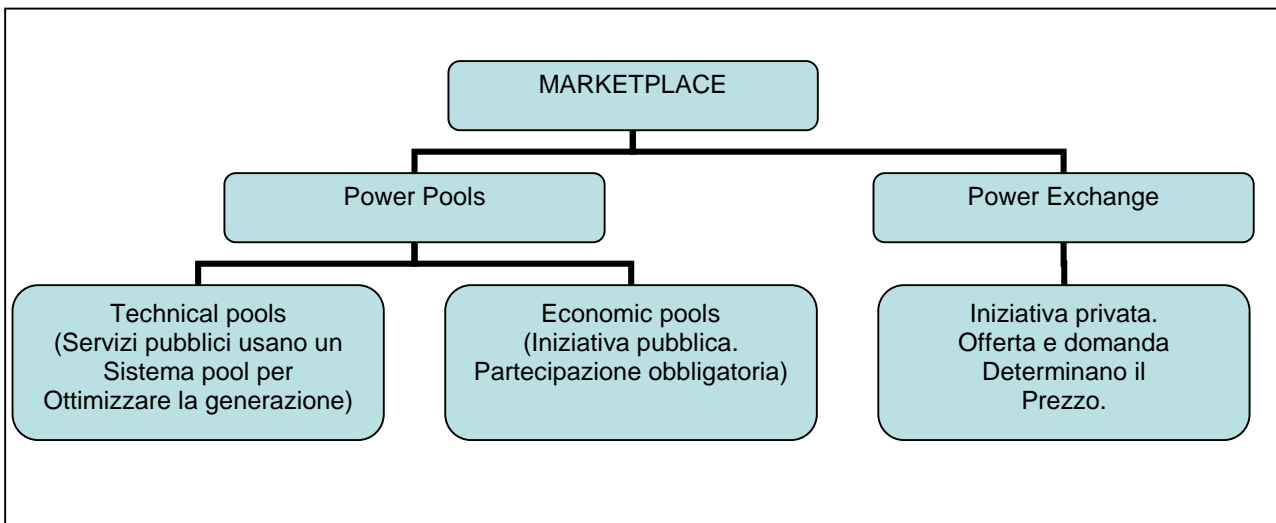 MARKETPLACE
Power Pools
Power Exchange
Technical pools
(Servizi pubblici usano un
Sistema pool per
Ottimizzare la generazione)
Economic pools
(Iniziativa pubblica.
Partecipazione obbligatoria)
Iniziativa privata.
Offerta e domanda
Determinano il
Prezzo.